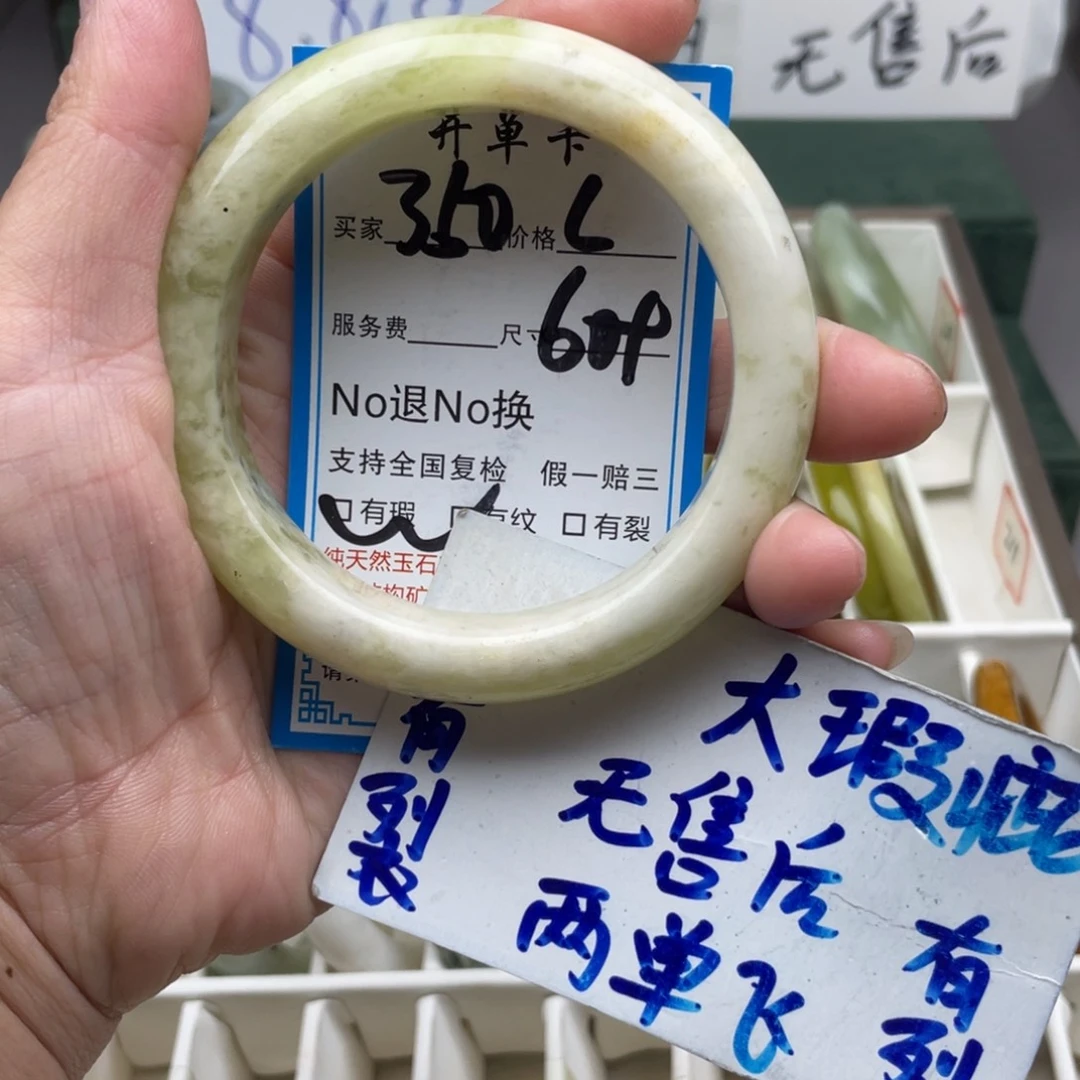 无售后
开单卡
买家 350 价格 L
服务费 尺寸 60
No退No换
支持全国复检 假一赔三
有瑕 有纹 有裂
纯天然玉石
构矿
有裂
大瑕疵
无售后
两单飞
有裂